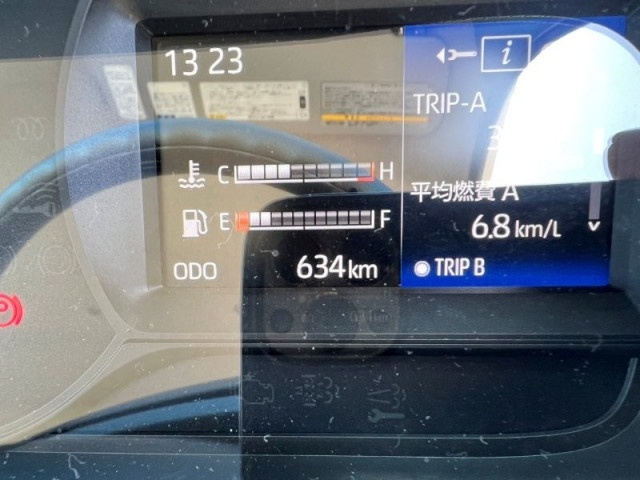 13 23
TRIP-A
C H
平均燃費 A
E F
6.8 km/L
ODO 634 km
TRIP B